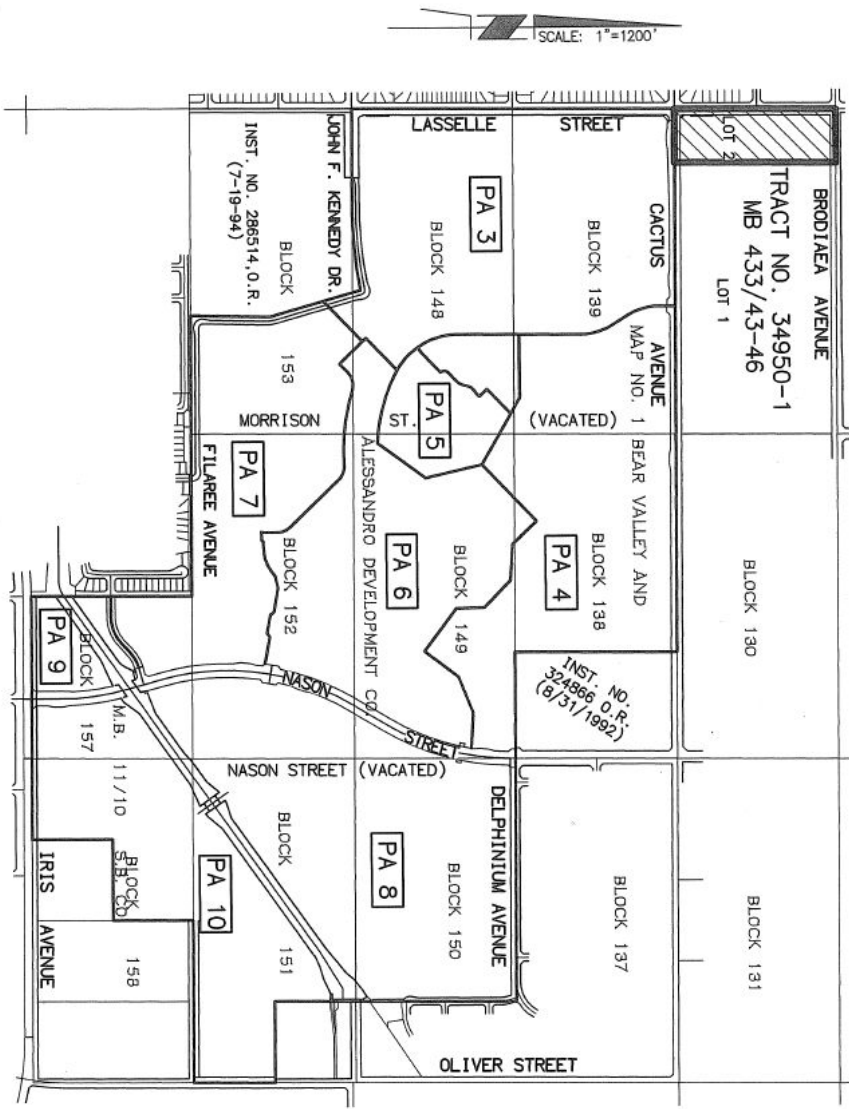 SCALE: 1"=1200'
BRODIAEA AVENUE
TRACT NO. 34950-1
MB 433/43-46
LOT 1
LOT 2
LASSELLE STREET
CACTUS AVENUE
MAP NO. 1 BEAR VALLEY AND
ALESSANDRO DEVELOPMENT CO.
M.B. 11/10
S.B. CO
JOHN F. KENNEDY DR.
BLOCK
INST. NO. 286514,O.R.
(7-19-94)
PA 3
BLOCK 148
BLOCK 139
153
MORRISON ST. (VACATED)
PA 5
PA 7
FILAREE AVENUE
PA 6
PA 4
BLOCK 130
BLOCK 138
BLOCK 149
BLOCK 152
INST. NO.
324866 O.R.
(8/31/1992)
NASON STREET
PA 9
BLOCK
157
NASON STREET (VACATED)
DELPHINIUM AVENUE
PA 8
PA 10
BLOCK 131
BLOCK 137
BLOCK 150
BLOCK 151
BLOCK 158
IRIS AVENUE
OLIVER STREET